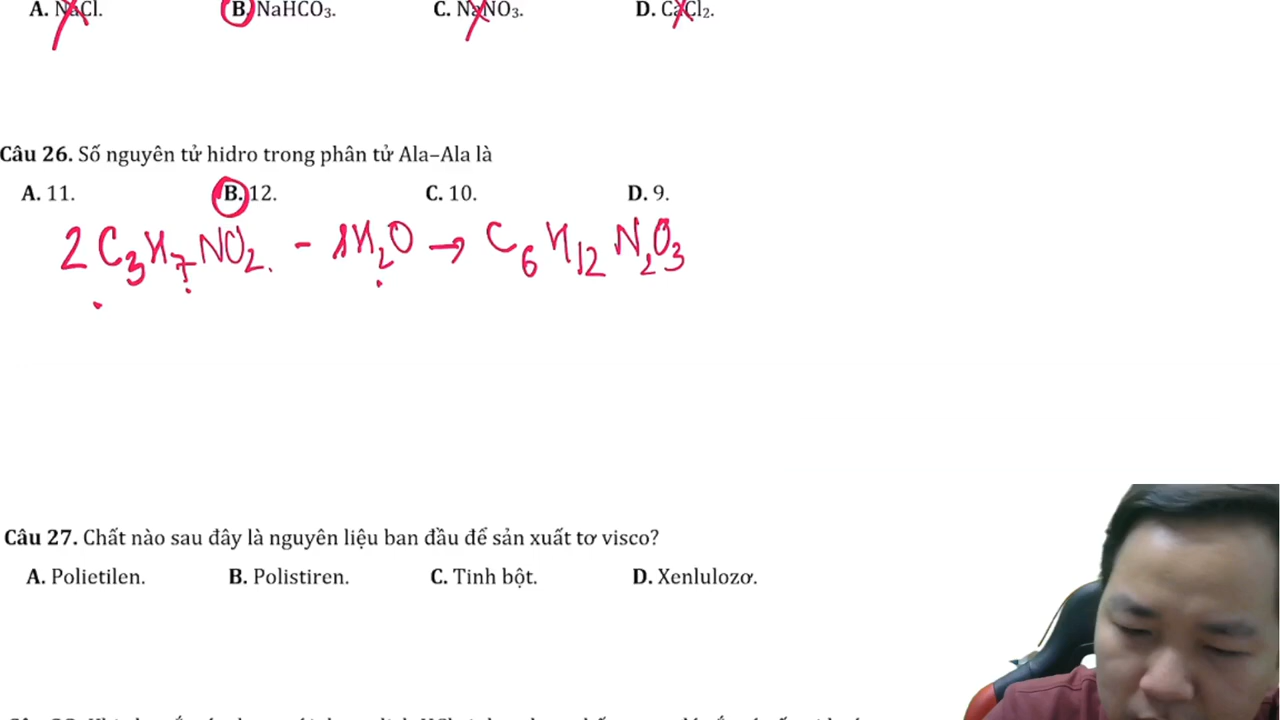 A. NaCl. B. NaHCO₃. C. NaNO₃. D. CaCl₂.
Câu 26. Số nguyên tử hidro trong phân tử Ala–Ala là
A. 11. B. 12. C. 10. D. 9.
2 C₃H₇NO₂ - 1H₂O → C₆H₁₂N₂O₃
Câu 27. Chất nào sau đây là nguyên liệu ban đầu để sản xuất tơ visco?
A. Polietilen. B. Polistiren. C. Tinh bột. D. Xenlulozơ.